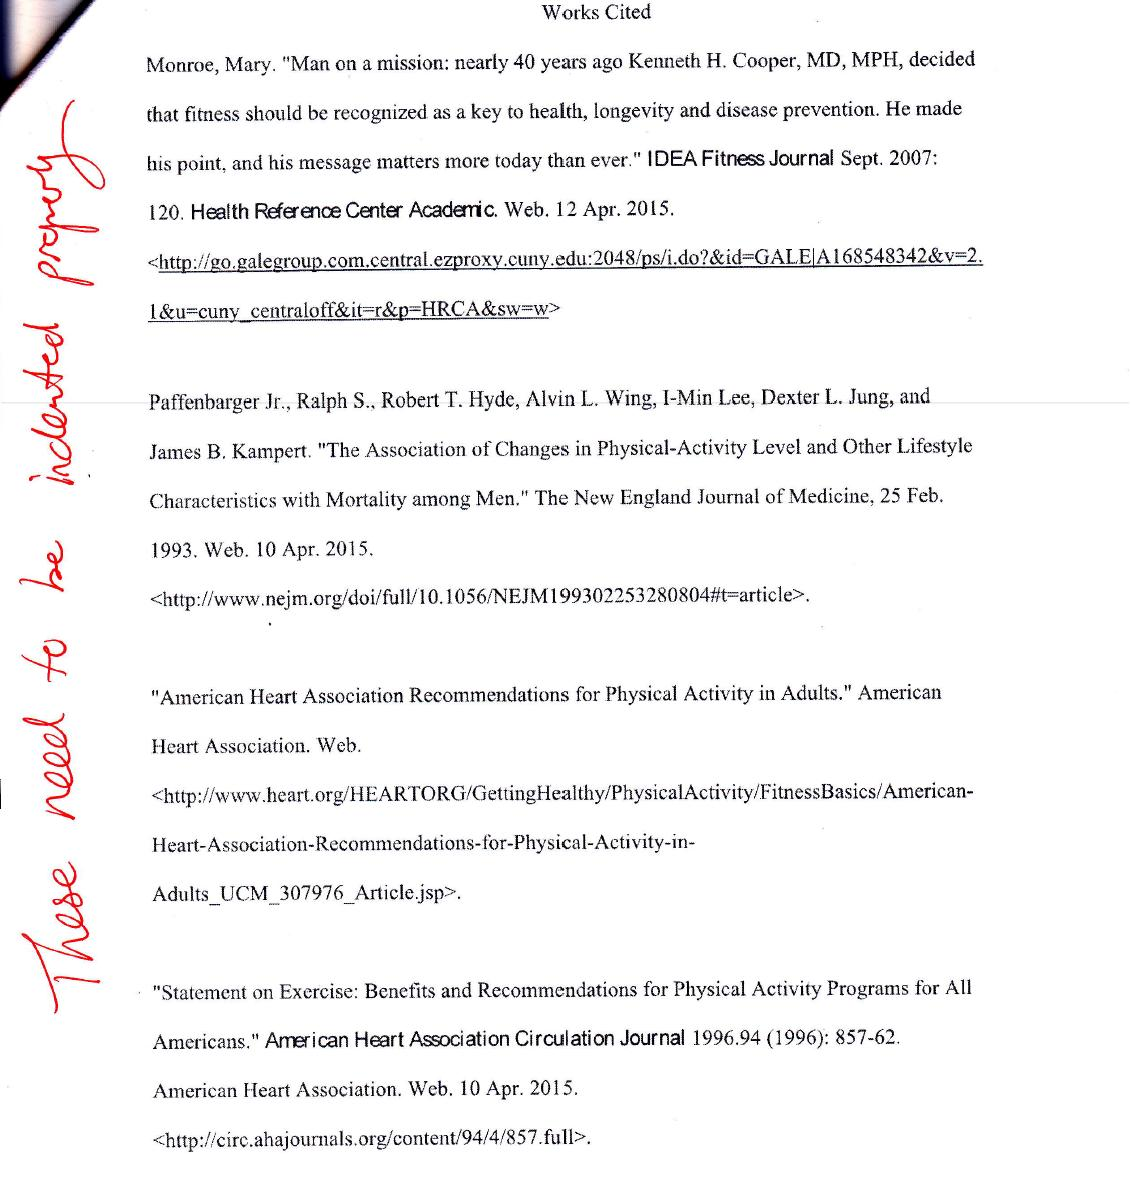 Works Cited
Monroe, Mary. "Man on a mission: nearly 40 years ago Kenneth H. Cooper, MD, MPH, decided
that fitness should be recognized as a key to health, longevity and disease prevention. He made
his point, and his message matters more today than ever." IDEA Fitness Journal Sept. 2007:
120. Health Reference Center Academic. Web. 12 Apr. 2015.
<http://go.galegroup.com.central.ezproxy.cuny.edu:2048/ps/i.do?&id=GALE|A168548342&v=2.
1&u=cuny_centraloff&it=r&p=HRCA&sw=w>
Paffenbarger Jr., Ralph S., Robert T. Hyde, Alvin L. Wing, I-Min Lee, Dexter L. Jung, and
James B. Kampert. "The Association of Changes in Physical-Activity Level and Other Lifestyle
Characteristics with Mortality among Men." The New England Journal of Medicine, 25 Feb.
1993. Web. 10 Apr. 2015.
<http://www.nejm.org/doi/full/10.1056/NEJM199302253280804#t=article>.
"American Heart Association Recommendations for Physical Activity in Adults." American
Heart Association. Web.
<http://www.heart.org/HEARTORG/GettingHealthy/PhysicalActivity/FitnessBasics/American-
Heart-Association-Recommendations-for-Physical-Activity-in-
Adults_UCM_307976_Article.jsp>.
"Statement on Exercise: Benefits and Recommendations for Physical Activity Programs for All
Americans." American Heart Association Circulation Journal 1996.94 (1996): 857-62.
American Heart Association. Web. 10 Apr. 2015.
<http://circ.ahajournals.org/content/94/4/857.full>.
These need to be indented properly